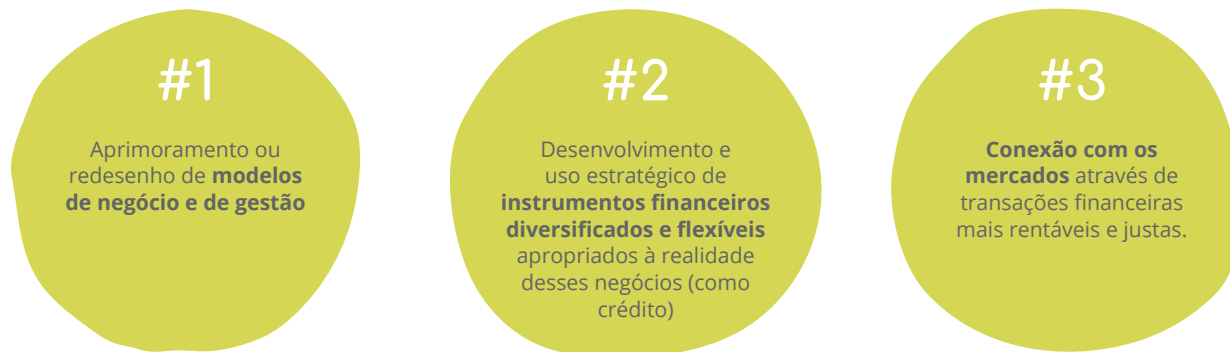 #1
Aprimoramento ou
redesenho de modelos
de negócio e de gestão
#2
Desenvolvimento e
uso estratégico de
instrumentos financeiros
diversificados e flexíveis
apropriados à realidade
desses negócios (como
crédito)
#3
Conexão com os
mercados através de
transações financeiras
mais rentáveis e justas.